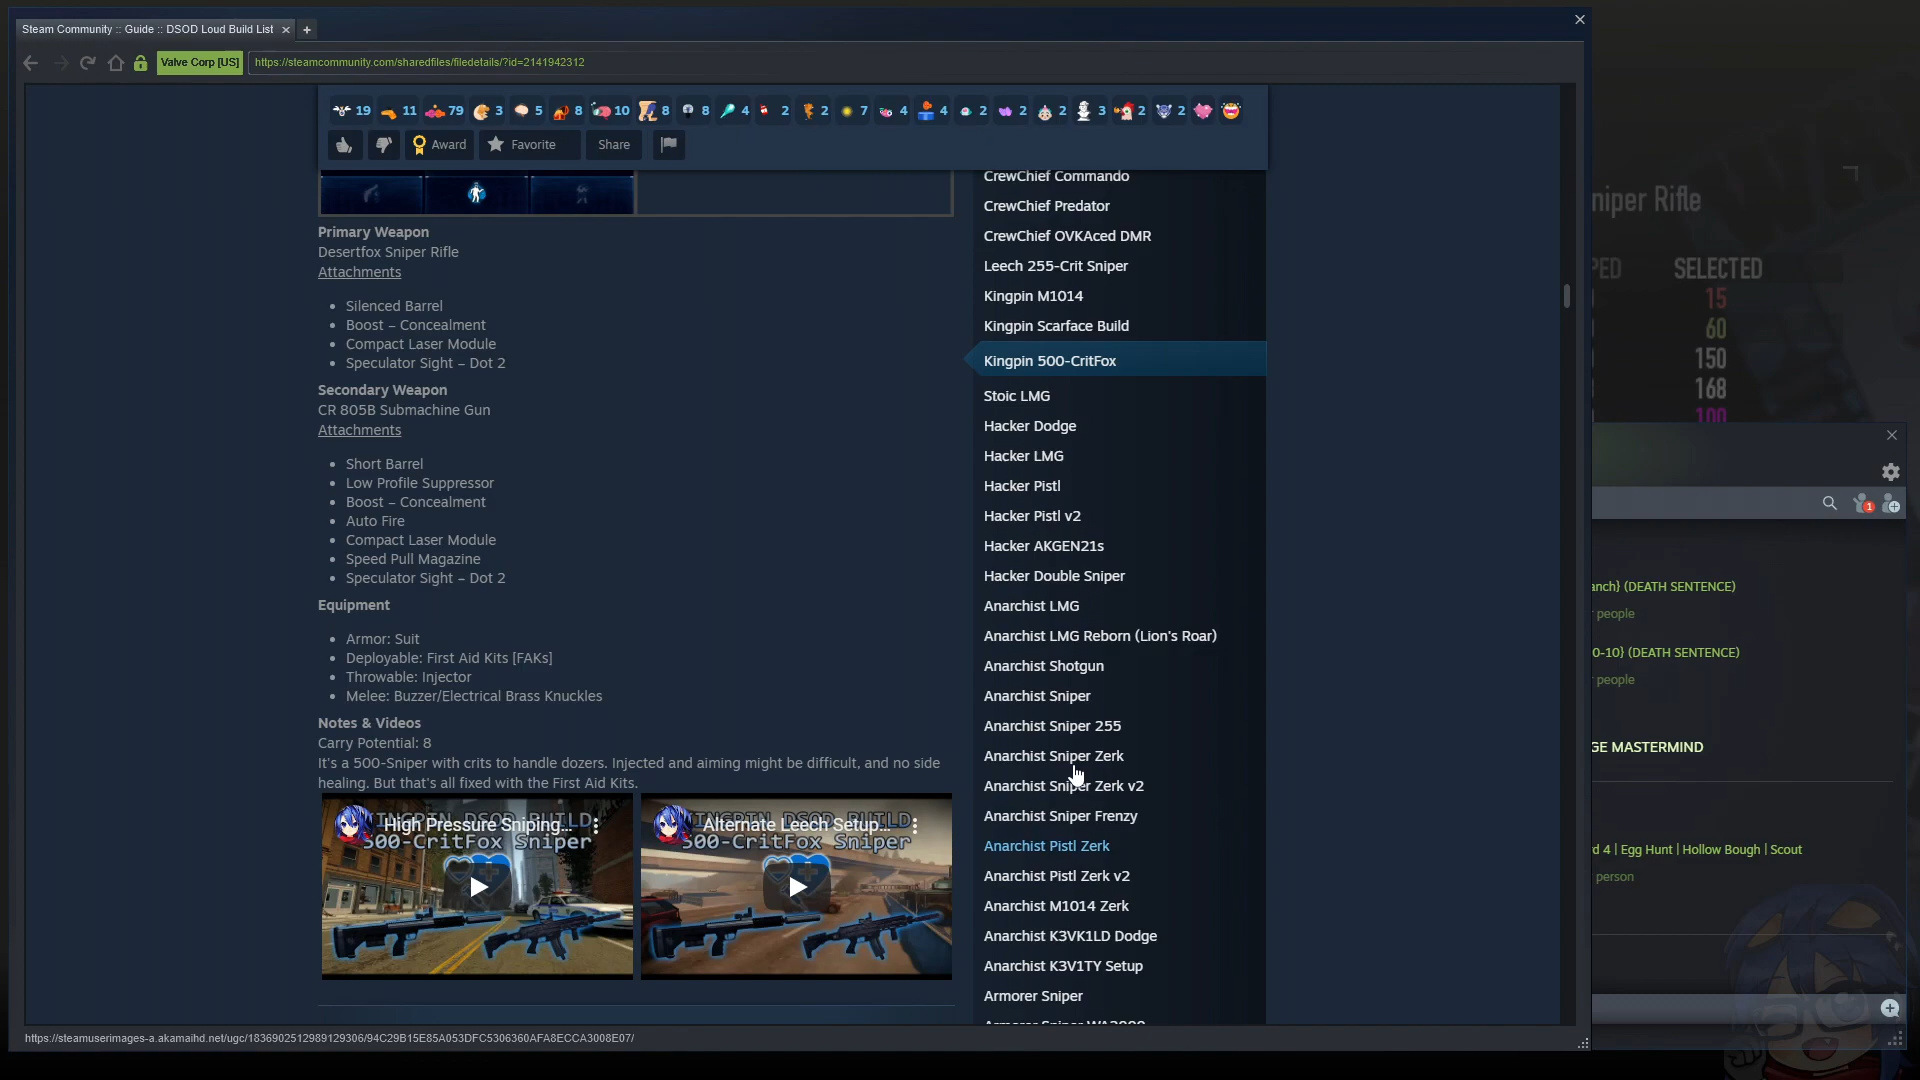 Steam Community :: Guide :: DSOD Loud Build List
Valve Corp [US]
https://steamcommunity.com/sharedfiles/filedetails/?id=2141942312
19 11 79 3 5 8 10 8 8 4 2 2 7 4 4 2 2 2 3 2 2
Award
Favorite
Share
Primary Weapon
Desertfox Sniper Rifle
Attachments
Silenced Barrel
Boost – Concealment
Compact Laser Module
Speculator Sight – Dot 2
Secondary Weapon
CR 805B Submachine Gun
Attachments
Short Barrel
Low Profile Suppressor
Boost – Concealment
Auto Fire
Compact Laser Module
Speed Pull Magazine
Speculator Sight – Dot 2
Equipment
Armor: Suit
Deployable: First Aid Kits [FAKs]
Throwable: Injector
Melee: Buzzer/Electrical Brass Knuckles
Notes & Videos
Carry Potential: 8
It's a 500-Sniper with crits to handle dozers. Injected and aiming might be difficult, and no side
healing. But that's all fixed with the First Aid Kits.
High Pressure Sniping...
500-CritFox Sniper
Alternate Leech Setup...
500-CritFox Sniper
CrewChief Commando
CrewChief Predator
CrewChief OVKAced DMR
Leech 255-Crit Sniper
Kingpin M1014
Kingpin Scarface Build
Kingpin 500-CritFox
Stoic LMG
Hacker Dodge
Hacker LMG
Hacker Pistl
Hacker Pistl v2
Hacker AKGEN21s
Hacker Double Sniper
Anarchist LMG
Anarchist LMG Reborn (Lion's Roar)
Anarchist Shotgun
Anarchist Sniper
Anarchist Sniper 255
Anarchist Sniper Zerk
Anarchist Sniper Zerk v2
Anarchist Sniper Frenzy
Anarchist Pistl Zerk
Anarchist Pistl Zerk v2
Anarchist M1014 Zerk
Anarchist K3VK1LD Dodge
Anarchist K3V1TY Setup
Armorer Sniper
niper Rifle
PED SELECTED
15
60
150
168
100
1
anch} (DEATH SENTENCE)
people
0-10} (DEATH SENTENCE)
people
GE MASTERMIND
d 4 | Egg Hunt | Hollow Bough | Scout
person
https://steamuserimages-a.akamaihd.net/ugc/1836902512989129306/94C29B15E85A053DFC5306360AFA8ECCA3008E07/